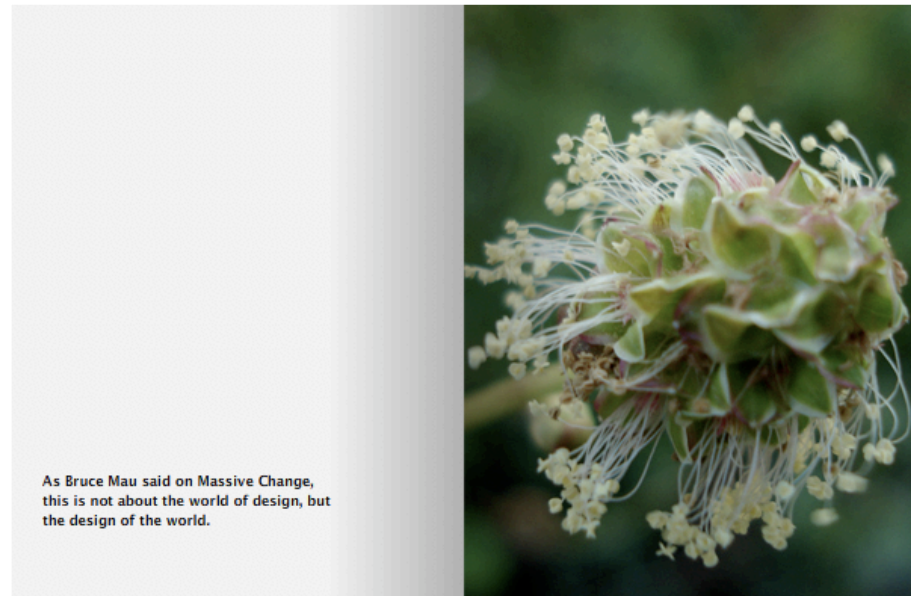 As Bruce Mau said on Massive Change,
this is not about the world of design, but
the design of the world.